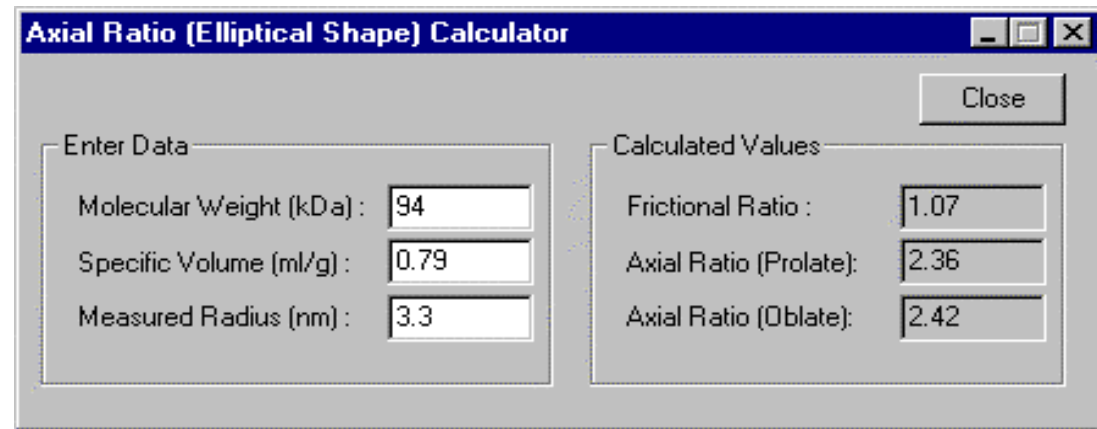 Axial Ratio (Elliptical Shape) Calculator
Close
Enter Data
Molecular Weight (kDa) : 94
Specific Volume (ml/g) : 0.79
Measured Radius (nm) : 3.3
Calculated Values
Frictional Ratio : 1.07
Axial Ratio (Prolate): 2.36
Axial Ratio (Oblate): 2.42